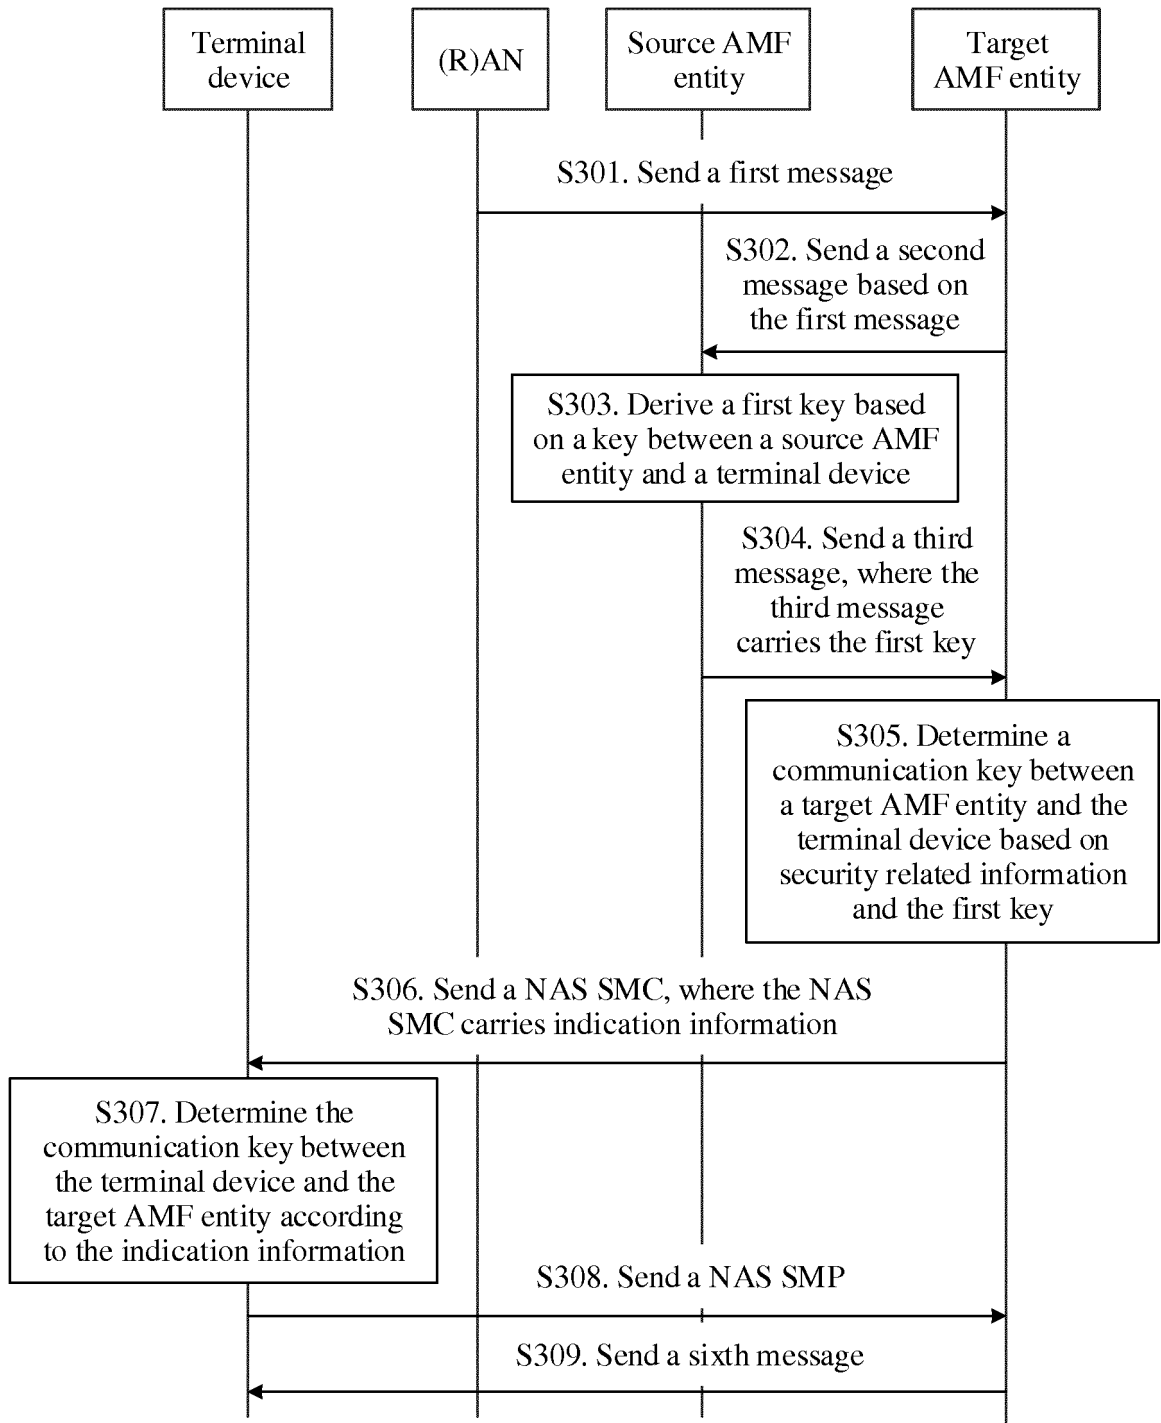 Terminal
device
(R)AN
Source AMF
entity
Target
AMF entity
S301. Send a first message
S302. Send a second
message based on
the first message
S303. Derive a first key based
on a key between a source AMF
entity and a terminal device
S304. Send a third
message, where the
third message
carries the first key
S305. Determine a
communication key between
a target AMF entity and the
terminal device based on
security related information
and the first key
S306. Send a NAS SMC, where the NAS
SMC carries indication information
S307. Determine the
communication key between
the terminal device and the
target AMF entity according
to the indication information
S308. Send a NAS SMP
S309. Send a sixth message